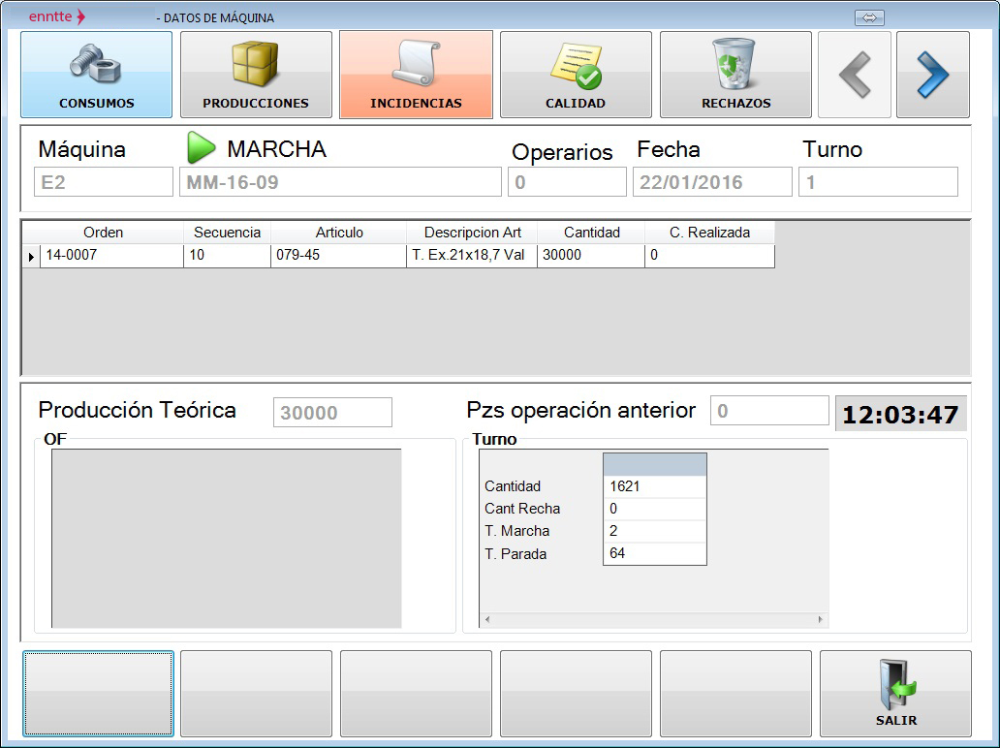 enntte - DATOS DE MÁQUINA
CONSUMOS PRODUCCIONES INCIDENCIAS CALIDAD RECHAZOS
Máquina MARCHA Operarios Fecha Turno
E2 MM-16-09 0 22/01/2016 1
Orden Secuencia Articulo Descripcion Art Cantidad C. Realizada
14-0007 10 079-45 T. Ex.21x18,7 Val 30000 0
Producción Teórica 30000 Pzs operación anterior 0 12:03:47
OF Turno
Cantidad 1621
Cant Recha 0
T. Marcha 2
T. Parada 64
SALIR